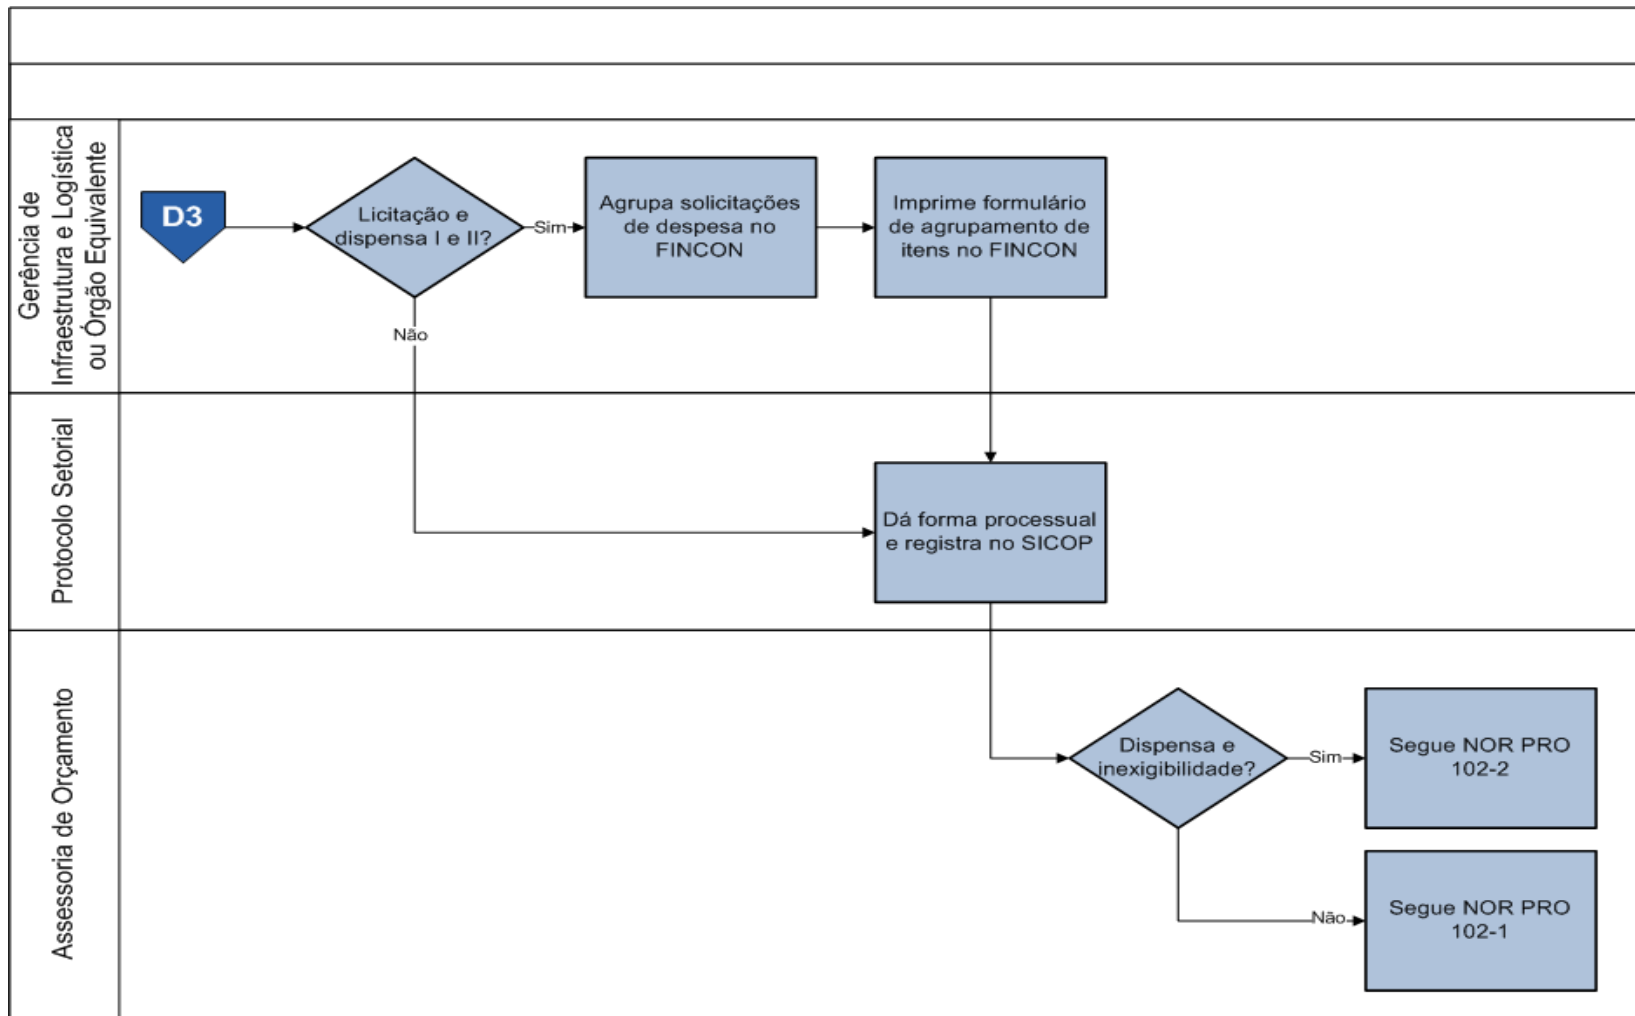 Gerência de
Infraestrutura e Logística
ou Órgão Equivalente
D3
Licitação e
dispensa I e II?
Sim
Agrupa solicitações
de despesa no
FINCON
Imprime formulário
de agrupamento de
itens no FINCON
Não
Protocolo Setorial
Dá forma processual
e registra no SICOP
Assessoria de Orçamento
Dispensa e
inexigibilidade?
Sim
Segue NOR PRO
102-2
Não
Segue NOR PRO
102-1